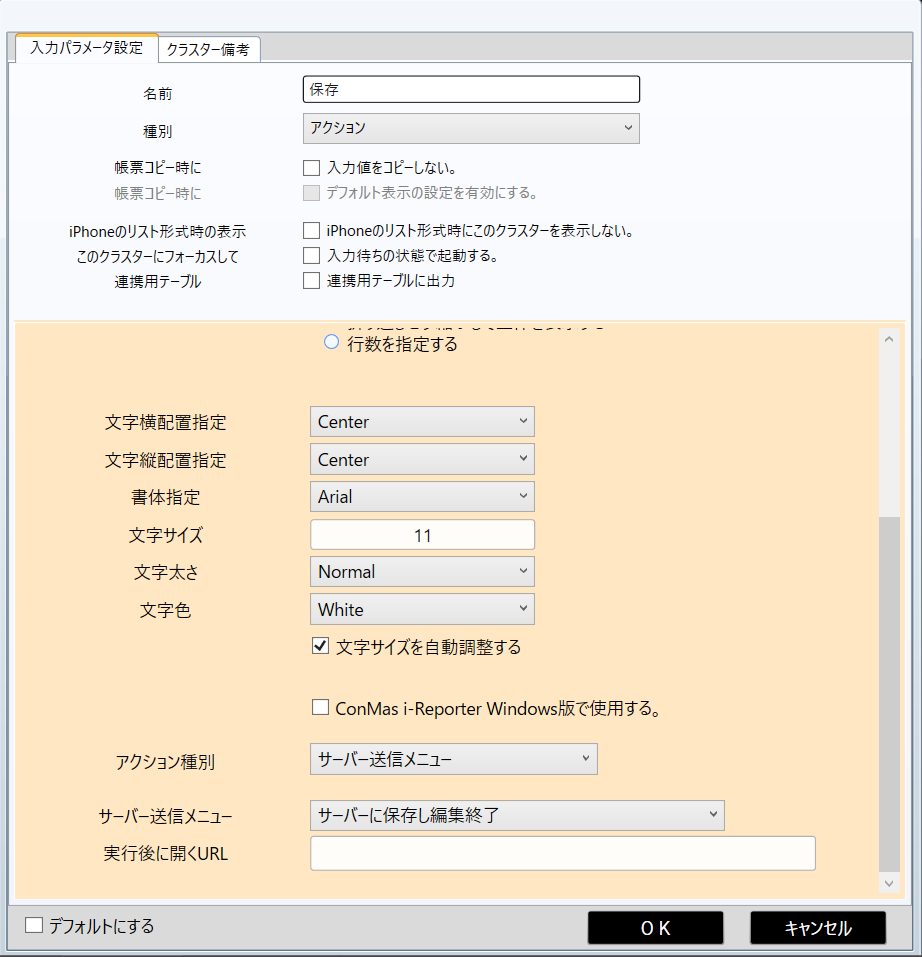 入力パラメータ設定 クラスター備考
名前 保存
種別 アクション
帳票コピー時に 入力値をコピーしない。
帳票コピー時に デフォルト表示の設定を有効にする。
iPhoneのリスト形式時の表示 iPhoneのリスト形式時にこのクラスターを表示しない。
このクラスターにフォーカスして 入力待ちの状態で起動する。
連携用テーブル 連携用テーブルに出力
行数を指定する
文字横配置指定 Center
文字縦配置指定 Center
書体指定 Arial
文字サイズ 11
文字太さ Normal
文字色 White
文字サイズを自動調整する
ConMas i-Reporter Windows版で使用する。
アクション種別 サーバー送信メニュー
サーバー送信メニュー サーバーに保存し編集終了
実行後に開くURL
デフォルトにする OK キャンセル